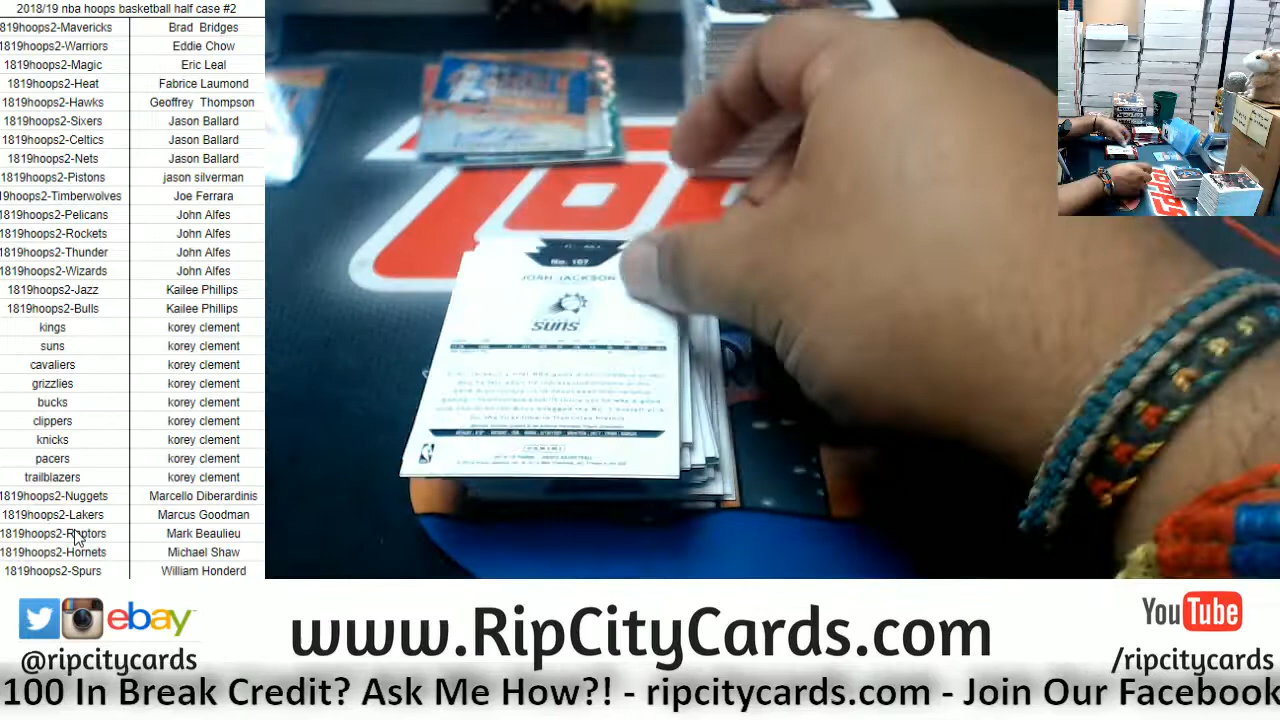 2018/19 nba hoops basketball half case #2
819hoops2-Mavericks Brad Bridges
1819hoops2-Warriors Eddie Chow
1819hoops2-Magic Eric Leal
1819hoops2-Heat Fabrice Laumond
1819hoops2-Hawks Geoffrey Thompson
1819hoops2-Sixers Jason Ballard
1819hoops2-Celtics Jason Ballard
1819hoops2-Nets Jason Ballard
1819hoops2-Pistons jason silverman
19hoops2-Timberwolves Joe Ferrara
1819hoops2-Pelicans John Alfes
1819hoops2-Rockets John Alfes
1819hoops2-Thunder John Alfes
1819hoops2-Wizards John Alfes
1819hoops2-Jazz Kailee Phillips
1819hoops2-Bulls Kailee Phillips
kings korey clement
suns korey clement
cavaliers korey clement
grizzlies korey clement
bucks korey clement
clippers korey clement
knicks korey clement
pacers korey clement
trailblazers korey clement
1819hoops2-Nuggets Marcello Diberardinis
1819hoops2-Lakers Marcus Goodman
1819hoops2-Raptors Mark Beaulieu
1819hoops2-Hornets Michael Shaw
1819hoops2-Spurs William Honderd
No. 107
JOSH JACKSON
SUNS
PANINI
ebay
@ripcitycards
www.RipCityCards.com
YouTube
/ripcitycards
100 In Break Credit? Ask Me How?! - ripcitycards.com - Join Our Facebook